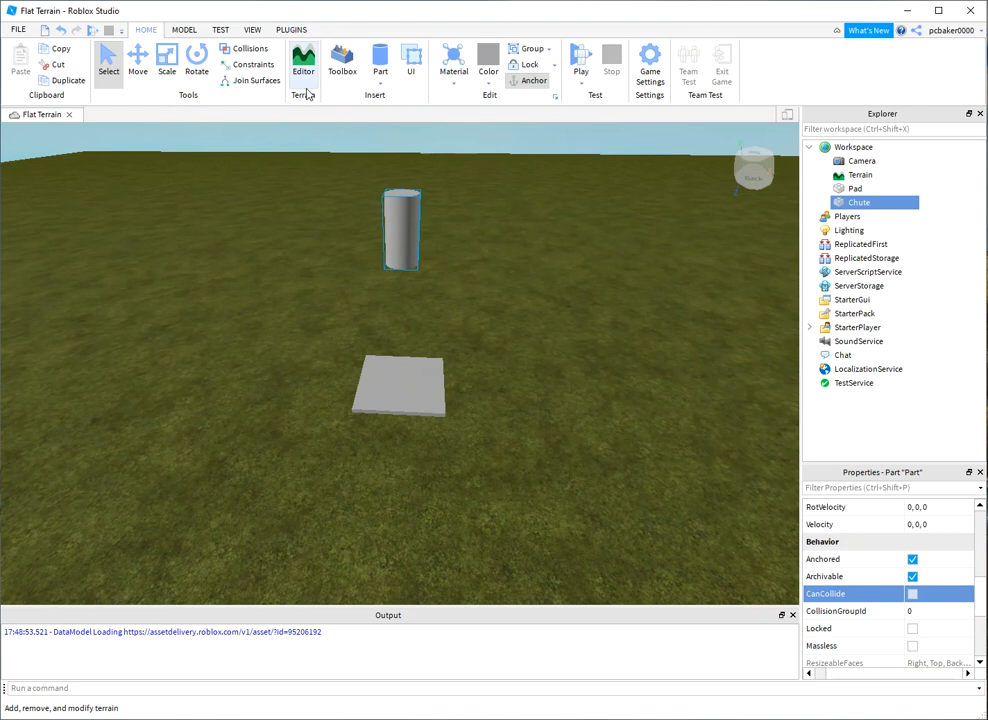 Flat Terrain - Roblox Studio
FILE HOME MODEL TEST VIEW PLUGINS What's New pcbaker0000
Paste Copy Cut Duplicate
Clipboard
Select Move Scale Rotate Collisions Constraints Join Surfaces
Tools
Editor
Terrain
Toolbox Part UI
Insert
Material Color Group Lock Anchor
Edit
Play Stop
Test
Game Settings
Settings
Team Test Exit Game
Team Test
Flat Terrain
Back
Explorer
Filter workspace (Ctrl+Shift+X)
Workspace
Camera
Terrain
Pad
Chute
Players
Lighting
ReplicatedFirst
ReplicatedStorage
ServerScriptService
ServerStorage
StarterGui
StarterPack
StarterPlayer
SoundService
Chat
LocalizationService
TestService
Properties - Part "Part"
Filter Properties (Ctrl+Shift+P)
RotVelocity 0, 0, 0
Velocity 0, 0, 0
Behavior
Anchored
Archivable
CanCollide
CollisionGroupId 0
Locked
Massless
ResizeableFaces Right, Top, Back...
Output
17:48:53.521 - DataModel Loading https://assetdelivery.roblox.com/v1/asset/?id=95206192
Run a command
Add, remove, and modify terrain